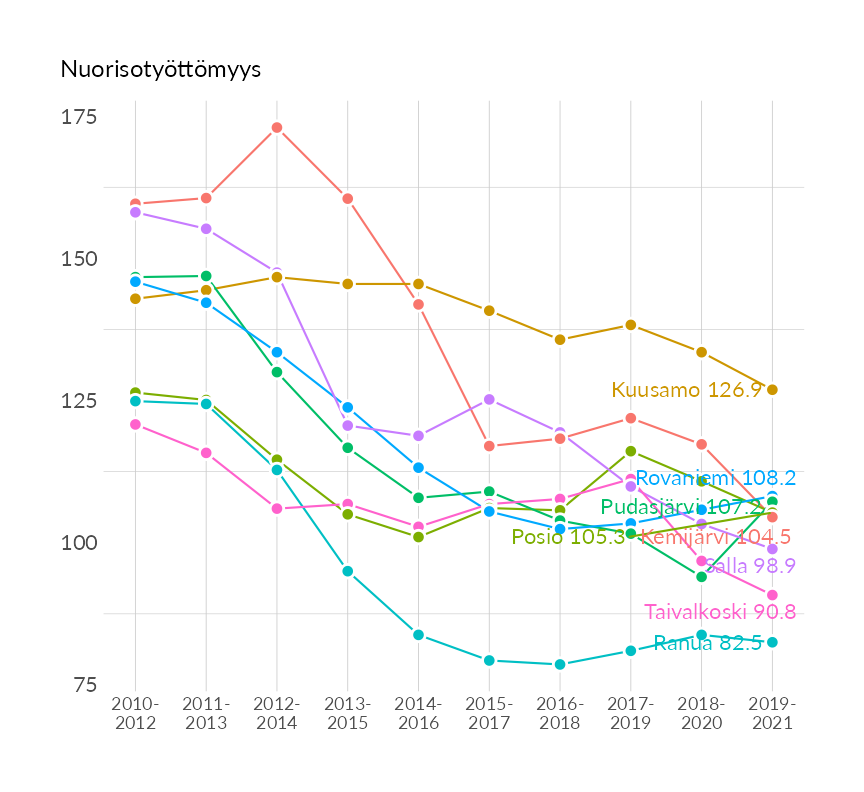 Nuorisotyöttömyys
175
150
125
100
75
Kuusamo 126.9
Rovaniemi 108.2
Pudasjärvi 107.2
Posio 105.3
Kemijärvi 104.5
Salla 98.9
Taivalkoski 90.8
Ranua 82.5
2010-
2012
2011-
2013
2012-
2014
2013-
2015
2014-
2016
2015-
2017
2016-
2018
2017-
2019
2018-
2020
2019-
2021